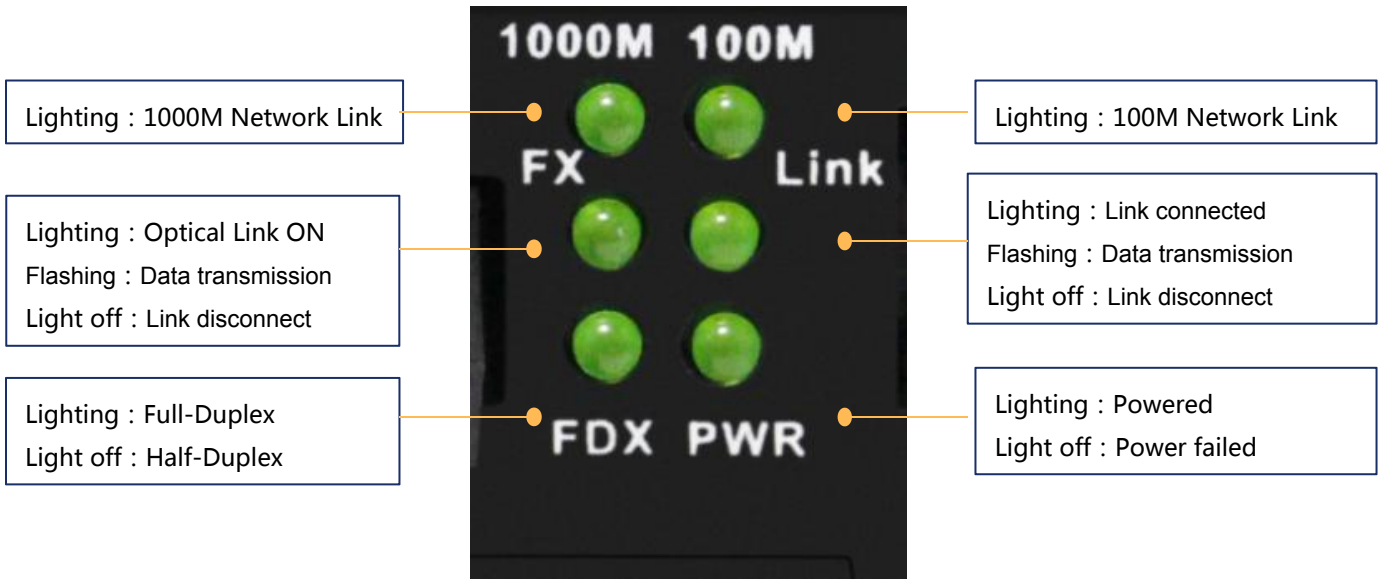 1000M 100M
Lighting : 1000M Network Link
Lighting : 100M Network Link
FX
Link
Lighting : Optical Link ON
Flashing : Data transmission
Light off : Link disconnect
Lighting : Link connected
Flashing : Data transmission
Light off : Link disconnect
Lighting : Full-Duplex
Light off : Half-Duplex
FDX PWR
Lighting : Powered
Light off : Power failed